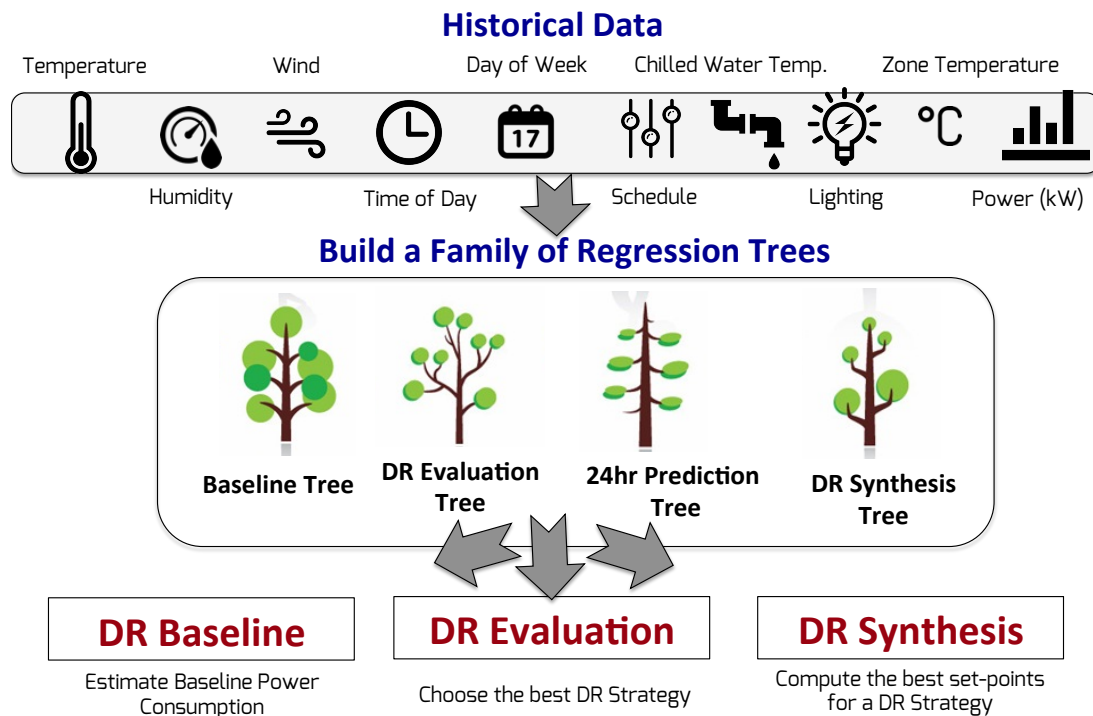 Historical Data
Temperature
Wind
Day of Week
Chilled Water Temp.
Zone Temperature
17
°C
Humidity
Time of Day
Schedule
Lighting
Power (kW)
Build a Family of Regression Trees
Baseline Tree
DR Evaluation
Tree
24hr Prediction
Tree
DR Synthesis
Tree
DR Baseline
Estimate Baseline Power
Consumption
DR Evaluation
Choose the best DR Strategy
DR Synthesis
Compute the best set-points
for a DR Strategy